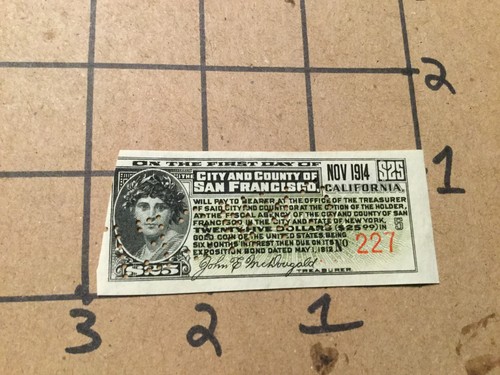 2
1
ON THE FIRST DAY OF
THE CITY AND COUNTY OF NOV 1914 $25
SAN FRANCISCO, CALIFORNIA,
WILL PAY TO BEARER AT THE OFFICE OF THE TREASURER
OF SAID CITY AND COUNTY OR AT THE OPTION OF THE HOLDER,
AT THE FISCAL AGENCY OF THE CITY AND COUNTY OF SAN
FRANCISCO IN THE CITY AND STATE OF NEW YORK,
TWENTY-FIVE DOLLARS ($25.00) IN 5
GOLD COIN OF THE UNITED STATES, BEING
SIX MONTHS INTEREST THEN DUE ON ITS NO 227
EXPOSITION BOND DATED MAY 1, 1912
$25 John E. McDougald
TREASURER
3 2 1